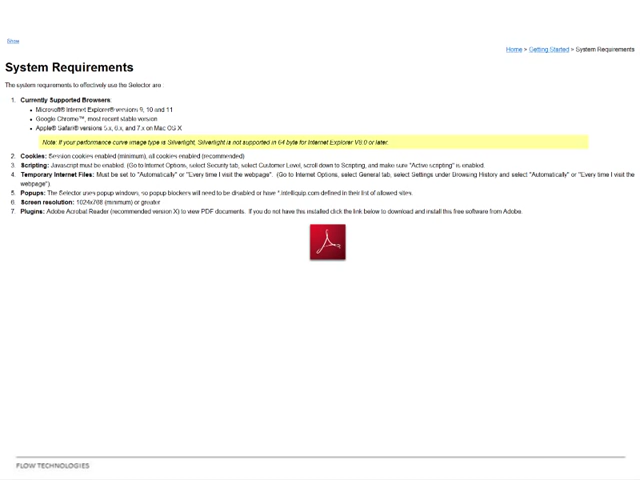 Home > Getting Started > System Requirements
System Requirements
The system requirements to effectively use the Selector are :
1. Currently Supported Browsers:
• Microsoft® Internet Explorer® versions 9, 10 and 11
• Google Chrome™, most recent stable version
• Apple® Safari® versions 5.x, 6.x, and 7.x on Mac OS X
Note: If your performance curve image type is Silverlight, Silverlight is not supported in 64 byte for Internet Explorer V8.0 or later.
2. Cookies: Session cookies enabled (minimum), all cookies enabled (recommended)
3. Scripting: Javascript must be enabled. (Go to Internet Options, select Security tab, select Customer Level, scroll down to Scripting, and make sure "Active scripting" is enabled.
4. Temporary Internet Files: Must be set to "Automatically" or "Every time I visit the webpage". (Go to Internet Options, select General tab, select Settings under Browsing History and select "Automatically" or "Every time I visit the
webpage")
5. Popups: The Selector uses popup windows, so popup blockers will need to be disabled or have *.intelliquip.com defined in their list of allowed sites.
6. Screen resolution: 1024x768 (minimum) or greater
7. Plugins: Adobe Acrobat Reader (recommended version X) to view PDF documents. If you do not have this installed click the link below to download and install this free software from Adobe.
FLOW TECHNOLOGIES